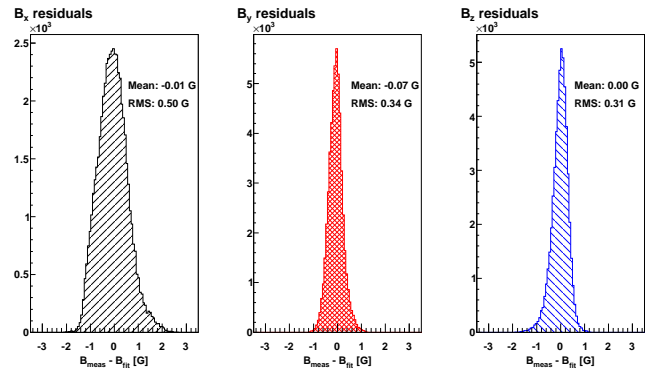 Bx residuals
×10³
2.5
2
1.5
1
0.5
0
-3 -2 -1 0 1 2 3
Bmeas - Bfit [G]
Mean: -0.01 G
RMS: 0.50 G
By residuals
×10³
5
4
3
2
1
0
-3 -2 -1 0 1 2 3
Bmeas - Bfit [G]
Mean: -0.07 G
RMS: 0.34 G
Bz residuals
×10³
5
4
3
2
1
0
-3 -2 -1 0 1 2 3
Bmeas - Bfit [G]
Mean: 0.00 G
RMS: 0.31 G